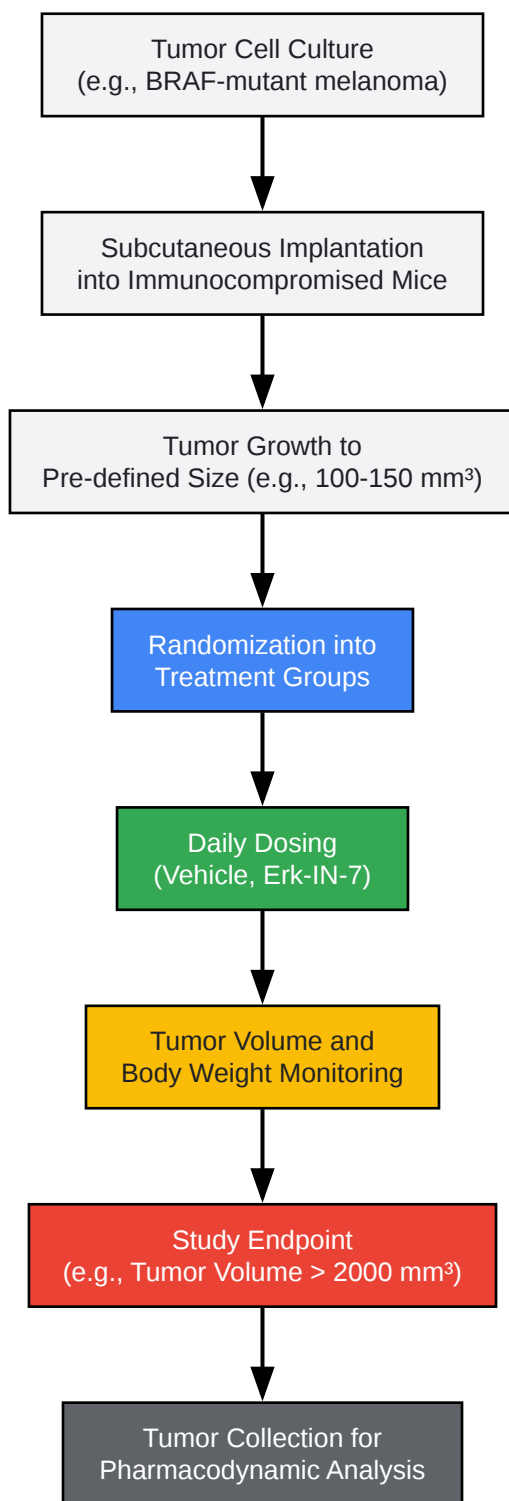 Tumor Cell Culture
(e.g., BRAF-mutant melanoma)
Subcutaneous Implantation
into Immunocompromised Mice
Tumor Growth to
Pre-defined Size (e.g., 100-150 mm³)
Randomization into
Treatment Groups
Daily Dosing
(Vehicle, Erk-IN-7)
Tumor Volume and
Body Weight Monitoring
Study Endpoint
(e.g., Tumor Volume > 2000 mm³)
Tumor Collection for
Pharmacodynamic Analysis